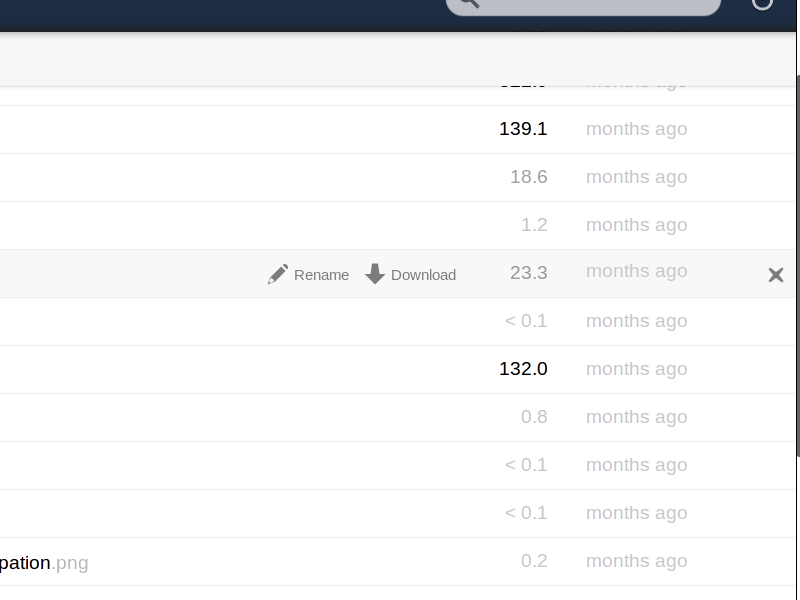 months ago
139.1 months ago
18.6 months ago
1.2 months ago
Rename Download 23.3 months ago
< 0.1 months ago
132.0 months ago
0.8 months ago
< 0.1 months ago
< 0.1 months ago
pation.png 0.2 months ago